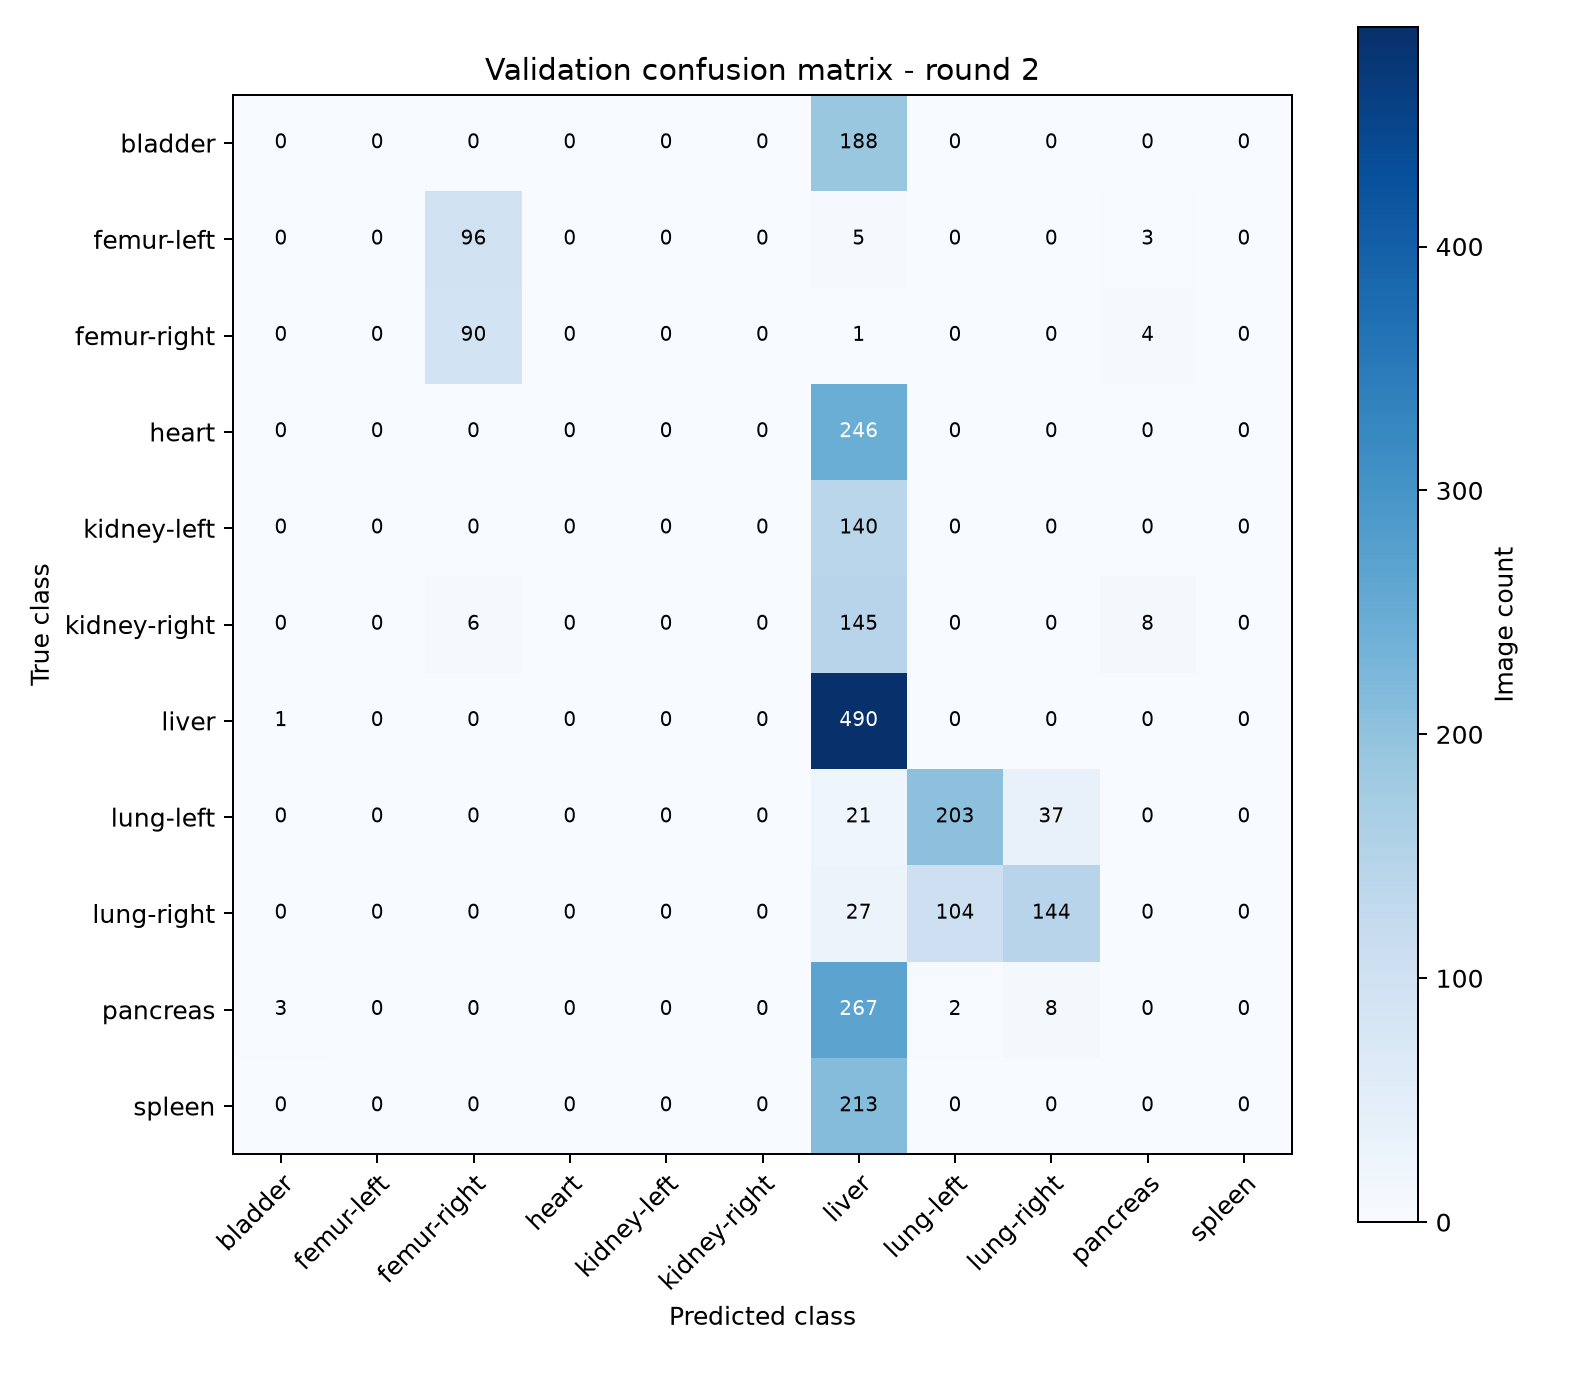 Validation confusion matrix - round 2
bladder 0 0 0 0 0 0 188 0 0 0 0
femur-left 0 0 96 0 0 0 5 0 0 3 0
femur-right 0 0 90 0 0 0 1 0 0 4 0
heart 0 0 0 0 0 0 246 0 0 0 0
kidney-left 0 0 0 0 0 0 140 0 0 0 0
kidney-right 0 0 6 0 0 0 145 0 0 8 0
liver 1 0 0 0 0 0 490 0 0 0 0
lung-left 0 0 0 0 0 0 21 203 37 0 0
lung-right 0 0 0 0 0 0 27 104 144 0 0
pancreas 3 0 0 0 0 0 267 2 8 0 0
spleen 0 0 0 0 0 0 213 0 0 0 0
True class
bladder femur-left femur-right heart kidney-left kidney-right liver lung-left lung-right pancreas spleen
Predicted class
400
300
200
100
0
Image count